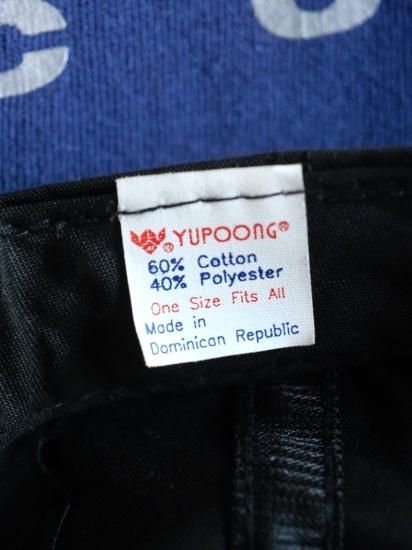 C
YUPOONG®
60% Cotton
40% Polyester
One Size Fits All
Made in
Dominican Republic